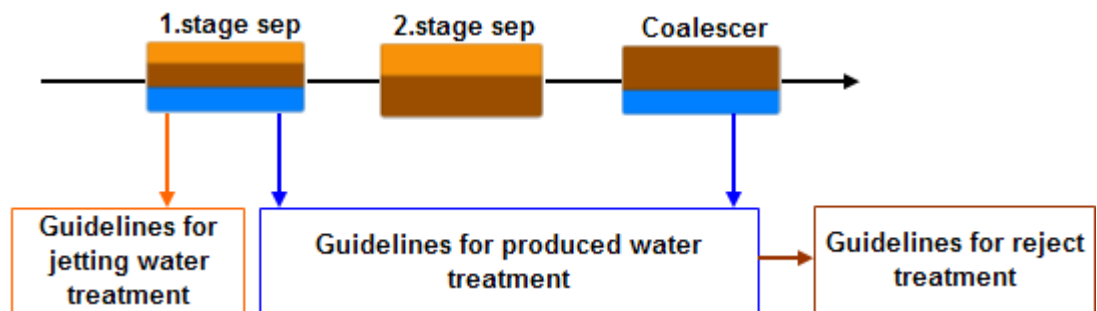 1.stage sep
2.stage sep
Coalescer
Guidelines for
jetting water
treatment
Guidelines for produced water
treatment
Guidelines for reject
treatment